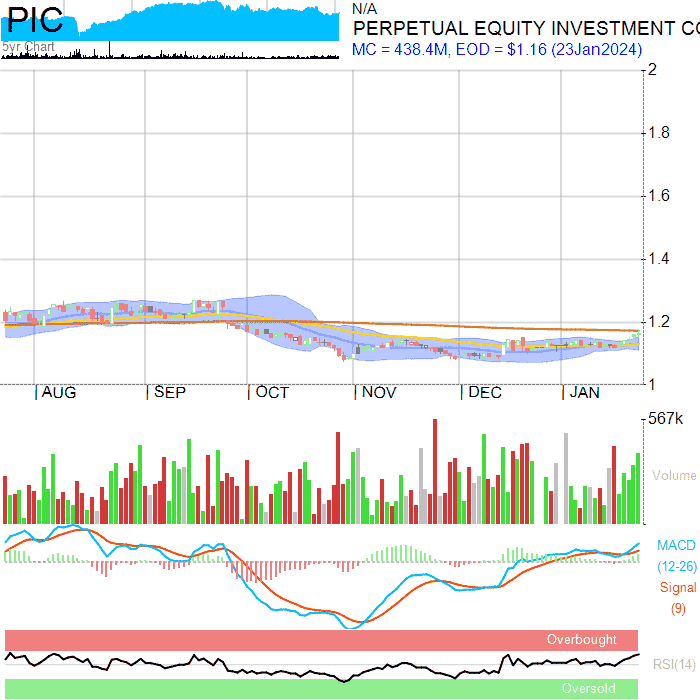 PIC
5yr Chart
N/A
PERPETUAL EQUITY INVESTMENT CO
MC = 438.4M, EOD = $1.16 (23Jan2024)
2
1.8
1.6
1.4
1.2
1
AUG SEP OCT NOV DEC JAN
567k
Volume
MACD
(12-26)
Signal
(9)
Overbought
RSI(14)
Oversold